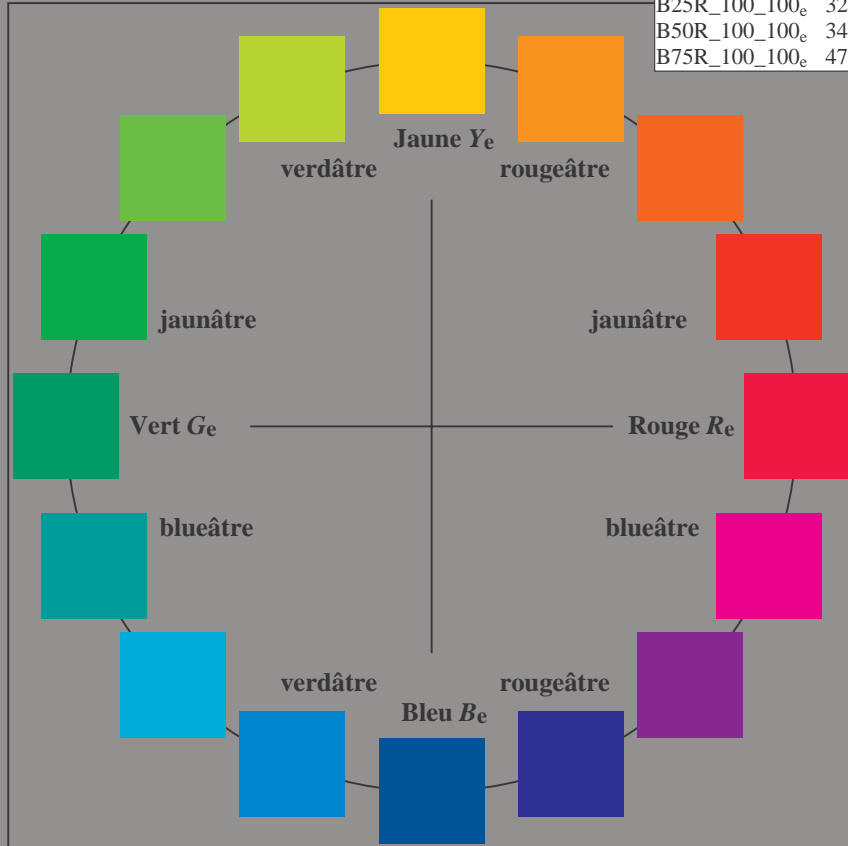 B25R_100_100e 32
B50R_100_100e 34
B75R_100_100e 47
Jaune Ye
verdâtre rougeâtre
jaunâtre jaunâtre
Vert Ge Rouge Re
blueâtre blueâtre
verdâtre rougeâtre
Bleu Be